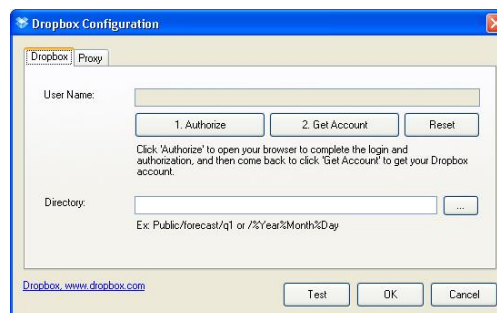 Dropbox Configuration
Dropbox Proxy
User Name:
1. Authorize 2. Get Account Reset
Click 'Authorize' to open your browser to complete the login and
authorization, and then come back to click 'Get Account' to get your Dropbox
account.
Directory: ...
Ex: Public/forecast/q1 or /%Year%Month%Day
Dropbox, www.dropbox.com Test OK Cancel